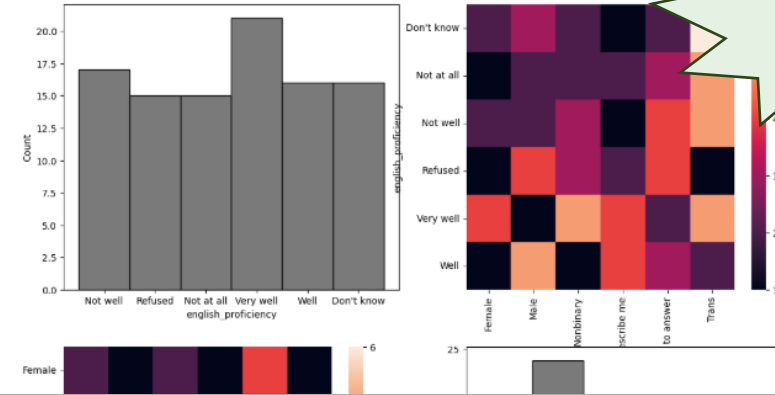 20.0
17.5
15.0
12.5
10.0
7.5
5.0
2.5
0.0
Count
Not well Refused Not at all Very well Well Don't know
english_proficiency
english_proficiency
Don't know
Not at all
Not well
Refused
Very well
Well
Female
Male
Nonbinary
scribe me
to answer
Trans
Female
6
25